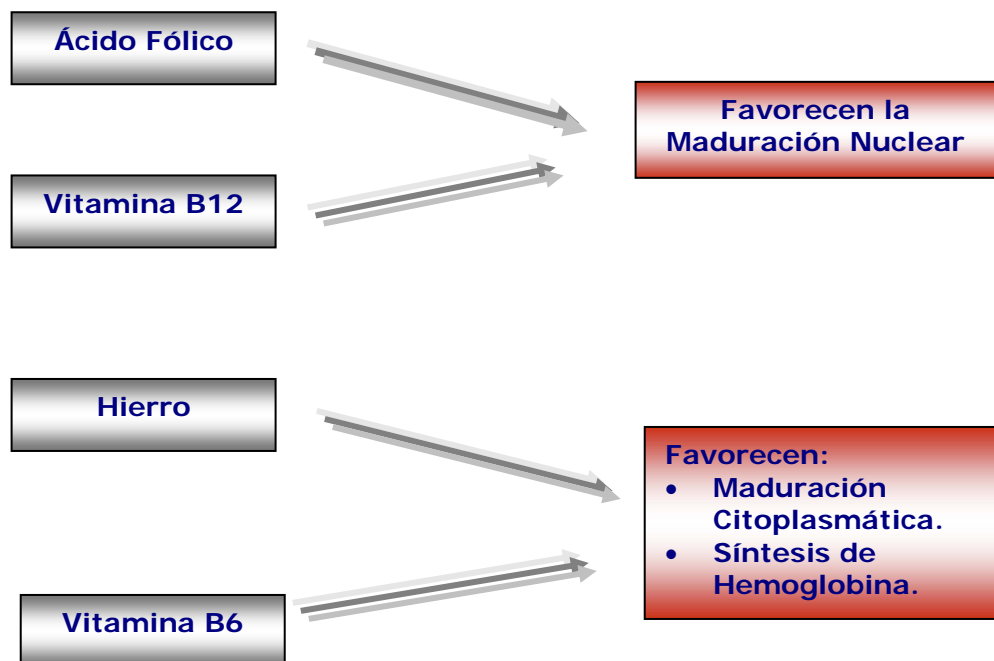 Ácido Fólico
Favorecen la
Maduración Nuclear
Vitamina B12
Hierro
Favorecen:
• Maduración
Citoplasmática.
• Síntesis de
Hemoglobina.
Vitamina B6